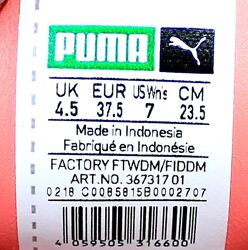 PUMA
UK EUR US Wn's CM
4.5 37.5 7 23.5
Made in Indonesia
Fabriqué en Indonésie
FACTORY FTWDM/FIDDM
ART.NO. 367317 01
0218 C0085815B0002707
4 059505 316600